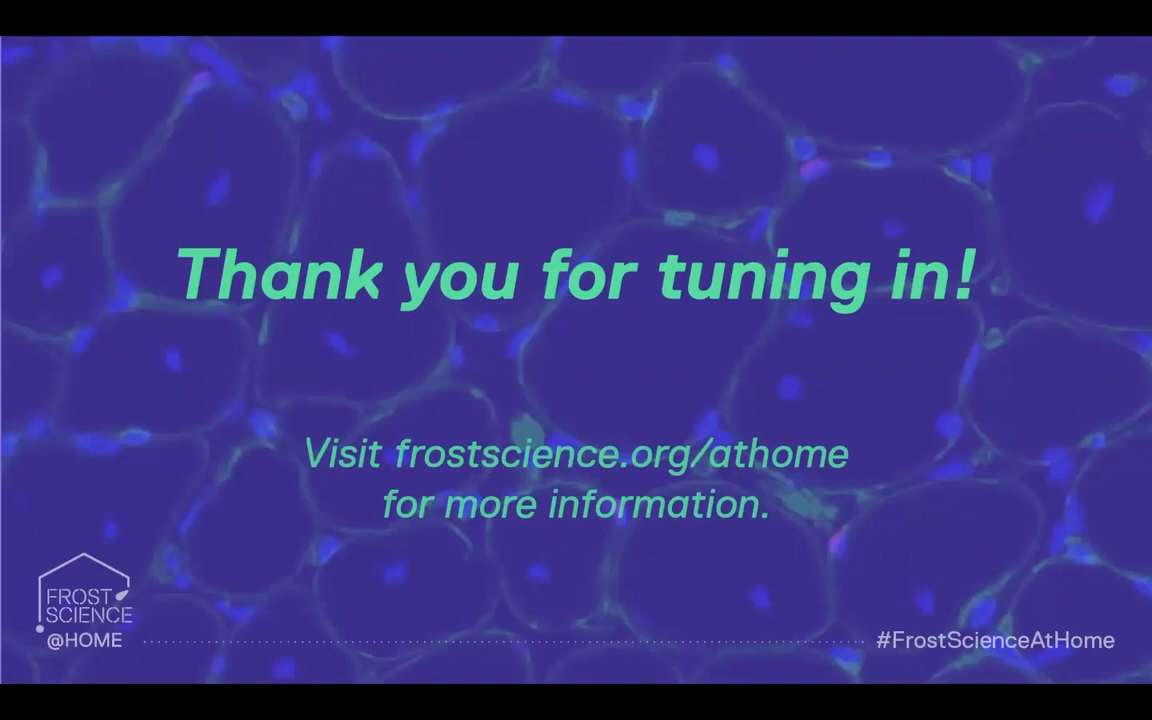 Thank you for tuning in!
Visit frostscience.org/athome
for more information.
FROST
SCIENCE
@HOME
#FrostScienceAtHome